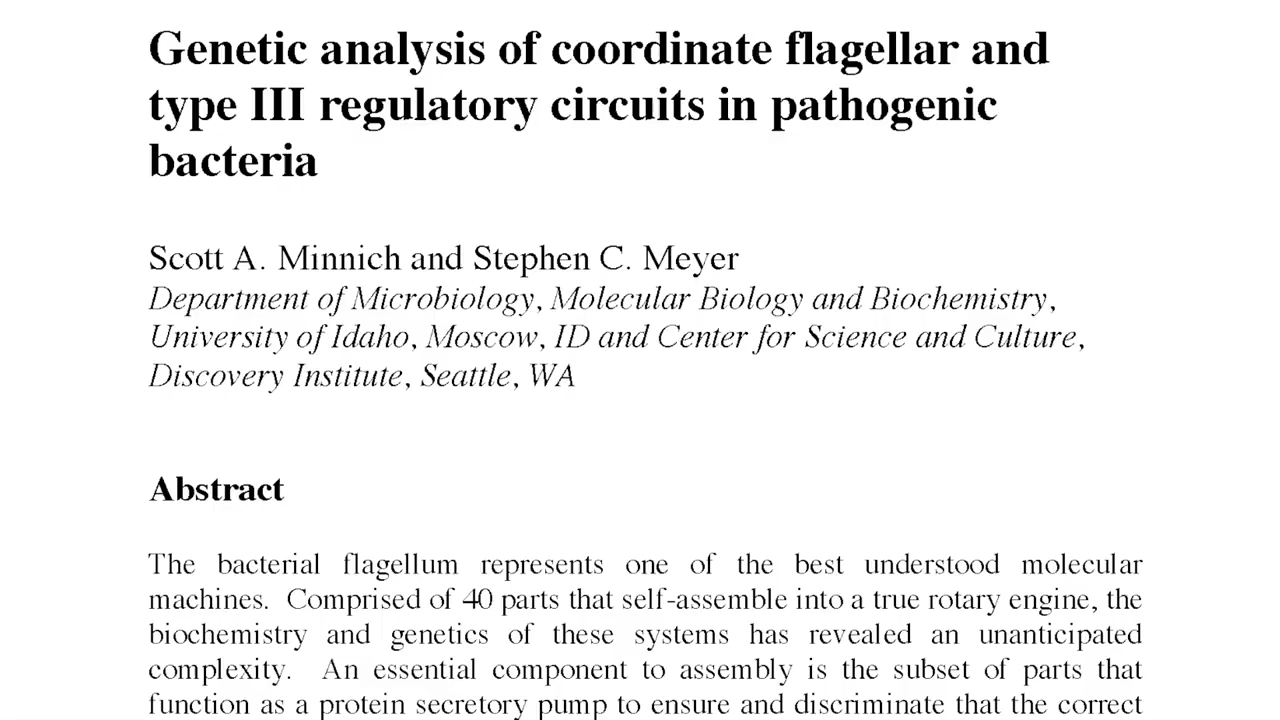 Genetic analysis of coordinate flagellar and
type III regulatory circuits in pathogenic
bacteria
Scott A. Minnich and Stephen C. Meyer
Department of Microbiology, Molecular Biology and Biochemistry,
University of Idaho, Moscow, ID and Center for Science and Culture,
Discovery Institute, Seattle, WA
Abstract
The bacterial flagellum represents one of the best understood molecular
machines. Comprised of 40 parts that self-assemble into a true rotary engine, the
biochemistry and genetics of these systems has revealed an unanticipated
complexity. An essential component to assembly is the subset of parts that
function as a protein secretory pump to ensure and discriminate that the correct